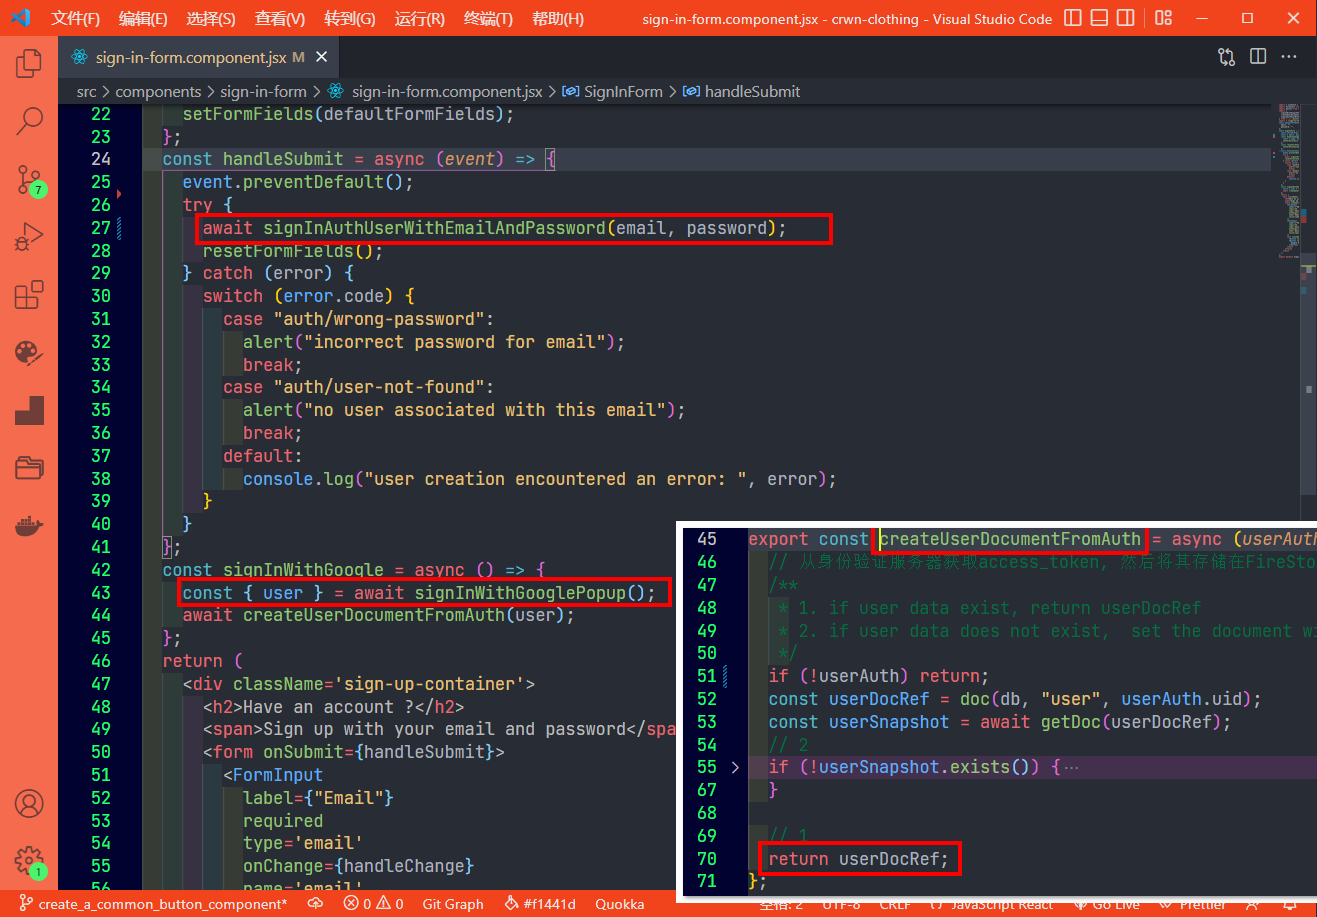 文件(F) 编辑(E) 选择(S) 查看(V) 转到(G) 运行(R) 终端(T) 帮助(H) sign-in-form.component.jsx - crwn-clothing - Visual Studio Code
sign-in-form.component.jsx M
src > components > sign-in-form > sign-in-form.component.jsx > SignInForm > handleSubmit
22 setFormFields(defaultFormFields);
23 };
24 const handleSubmit = async (event) => {
25 event.preventDefault();
26 try {
27 await signInAuthUserWithEmailAndPassword(email, password);
28 resetFormFields();
29 } catch (error) {
30 switch (error.code) {
31 case "auth/wrong-password":
32 alert("incorrect password for email");
33 break;
34 case "auth/user-not-found":
35 alert("no user associated with this email");
36 break;
37 default:
38 console.log("user creation encountered an error: ", error);
39 }
40 }
41 };
42 const signInWithGoogle = async () => {
43 const { user } = await signInWithGooglePopup();
44 await createUserDocumentFromAuth(user);
45 };
46 return (
47 <div className='sign-up-container'>
48 <h2>Have an account ?</h2>
49 <span>Sign up with your email and password</spa
50 <form onSubmit={handleSubmit}>
51 <FormInput
52 label={"Email"}
53 required
54 type='email'
55 onChange={handleChange}
56 name='email'
45 export const createUserDocumentFromAuth = async (userAuth
46 // 从身份验证服务器获取access_token, 然后将其存储在FireSto
47 /**
48 * 1. if user data exist, return userDocRef
49 * 2. if user data does not exist,  set the document wi
50 */
51 if (!userAuth) return;
52 const userDocRef = doc(db, "user", userAuth.uid);
53 const userSnapshot = await getDoc(userDocRef);
54 // 2
55 > if (!userSnapshot.exists()) {…
67 }
68
69 // 1
70 return userDocRef;
71 };
7
1
create_a_common_button_component* 0 0 Git Graph #f1441d Quokka 空格: 2 UTF-8 CRLF {} JavaScript React Go Live Prettier